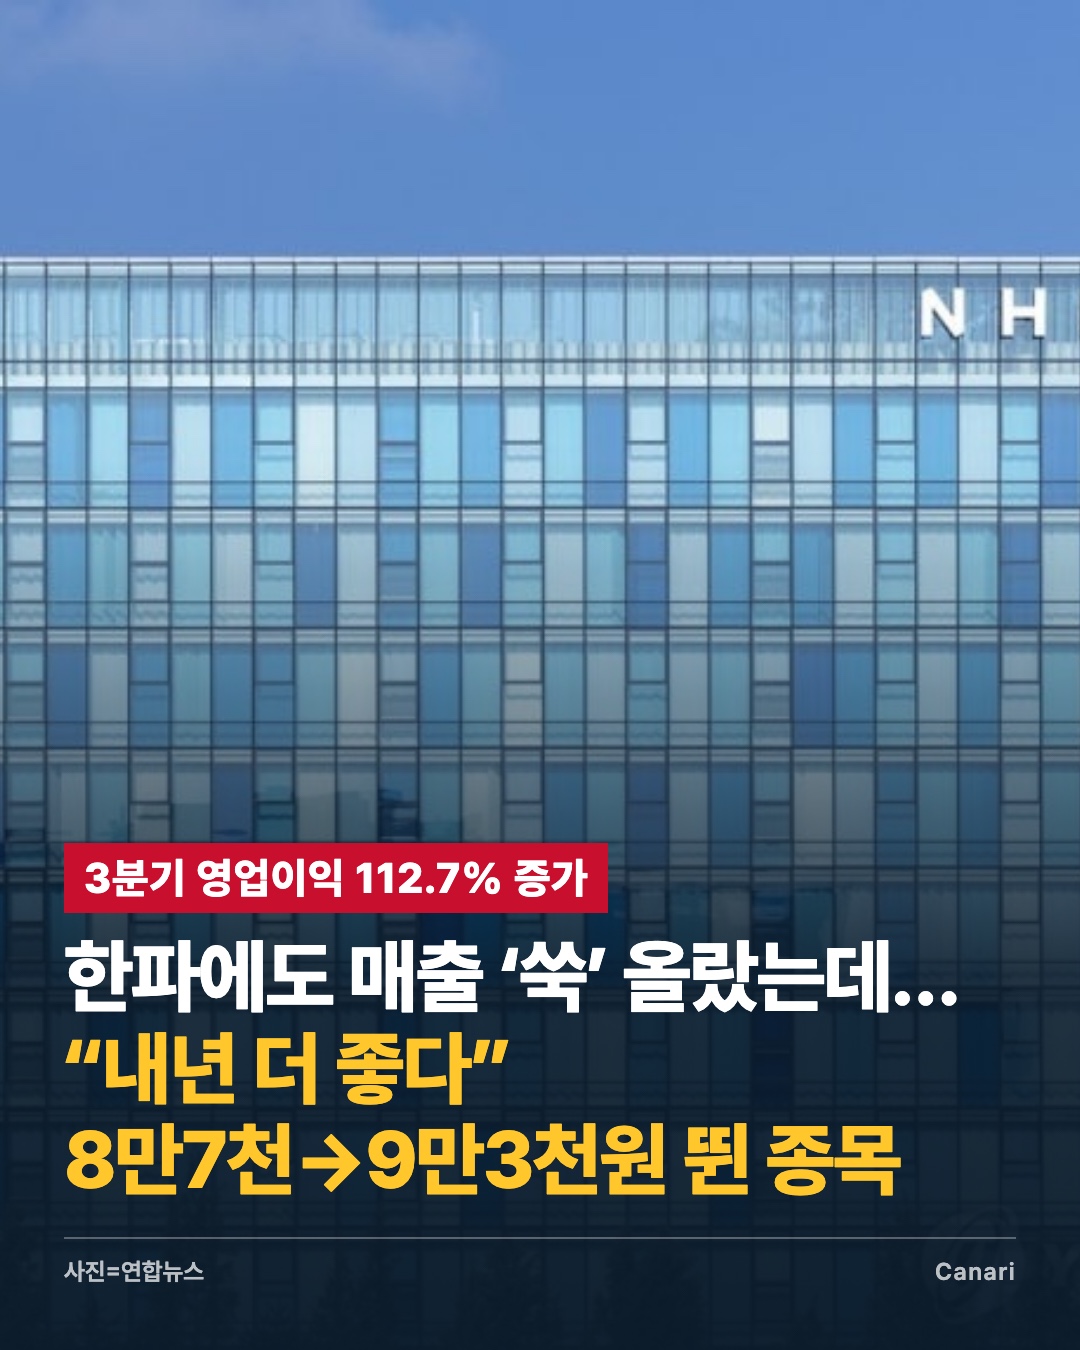 NH
3분기 영업이익 112.7% 증가
한파에도 매출 ‘쑥’ 올랐는데...
“내년 더 좋다”
8만7천→9만3천원 뛴 종목
사진=연합뉴스
Canari